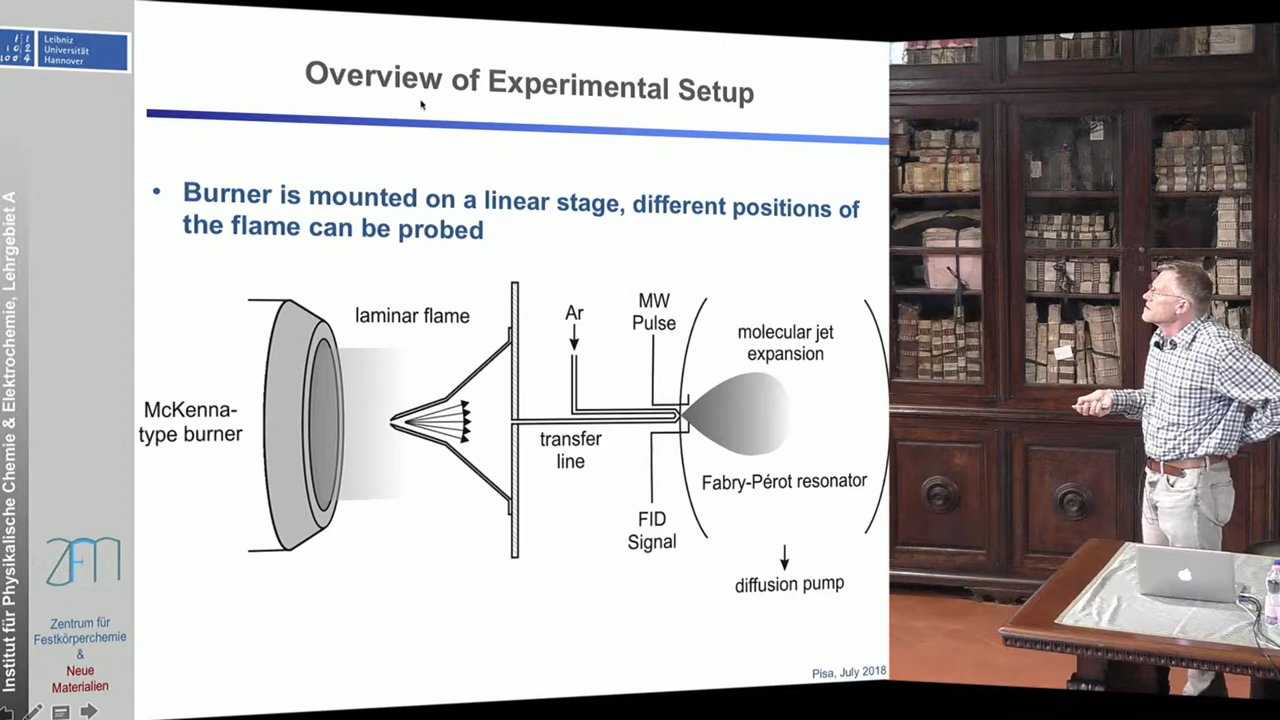 Leibniz
Universität
Hannover
Overview of Experimental Setup
• Burner is mounted on a linear stage, different positions of
the flame can be probed
laminar flame
Ar
MW
Pulse
molecular jet
expansion
McKenna-
type burner
transfer
line
Fabry-Pérot resonator
FID
Signal
diffusion pump
Institut für Physikalische Chemie & Elektrochemie, Lehrgebiet A
ZFM
Zentrum für
Festkörperchemie
&
Neue
Materialien
Pisa, July 2018